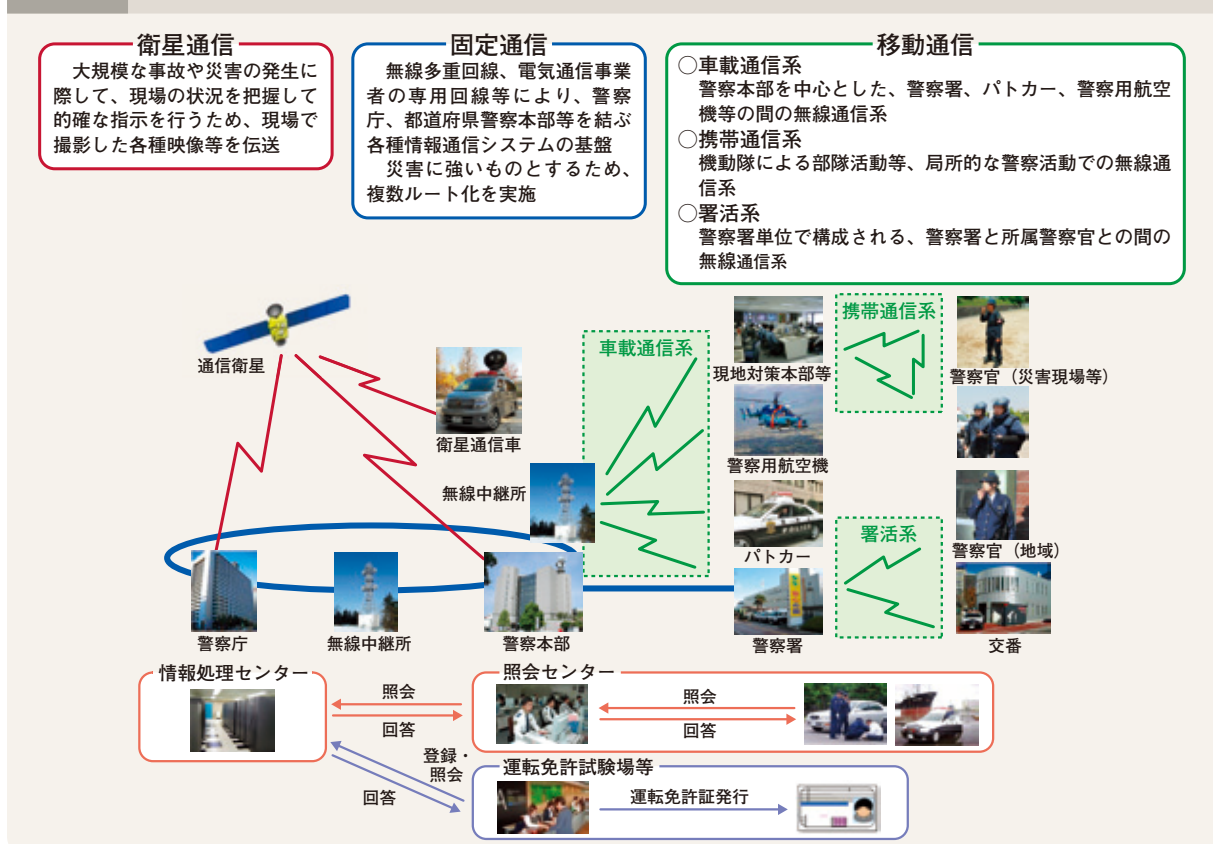 衛星通信
大規模な事故や災害の発生に
際して、現場の状況を把握して
的確な指示を行うため、現場で
撮影した各種映像等を伝送
固定通信
無線多重回線、電気通信事業
者の専用回線等により、警察
庁、都道府県警察本部等を結ぶ
各種情報通信システムの基盤
災害に強いものとするため、
複数ルート化を実施
移動通信
○車載通信系
警察本部を中心とした、警察署、パトカー、警察用航空
機等の間の無線通信系
○携帯通信系
機動隊による部隊活動等、局所的な警察活動での無線通
信系
○署活系
警察署単位で構成される、警察署と所属警察官との間の
無線通信系
通信衛星
衛星通信車
無線中継所
車載通信系
現地対策本部等
携帯通信系
警察官（災害現場等）
警察用航空機
パトカー
POLICE
署活系
警察官（地域）
警察庁
無線中継所
警察本部
警察署
交番
情報処理センター
照会
回答
照会センター
照会
回答
登録・
照会
回答
運転免許試験場等
運転免許証発行